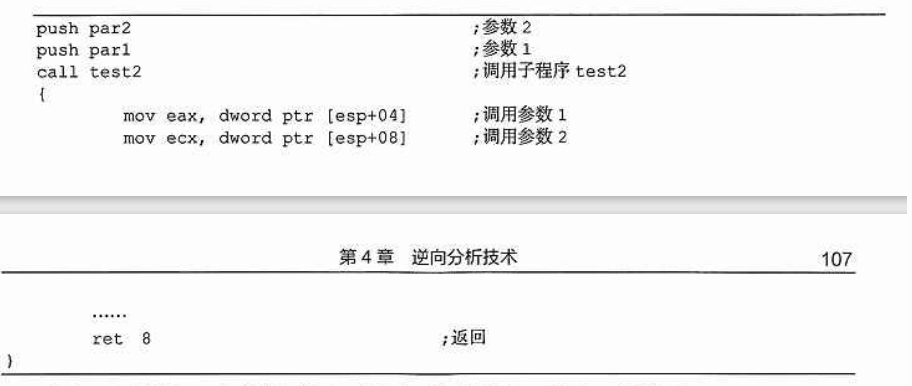 push par2 ;参数 2
push par1 ;参数 1
call test2 ;调用子程序 test2
{
mov eax, dword ptr [esp+04] ;调用参数 1
mov ecx, dword ptr [esp+08] ;调用参数 2
第 4 章 逆向分析技术 107
……
ret 8 ;返回
}